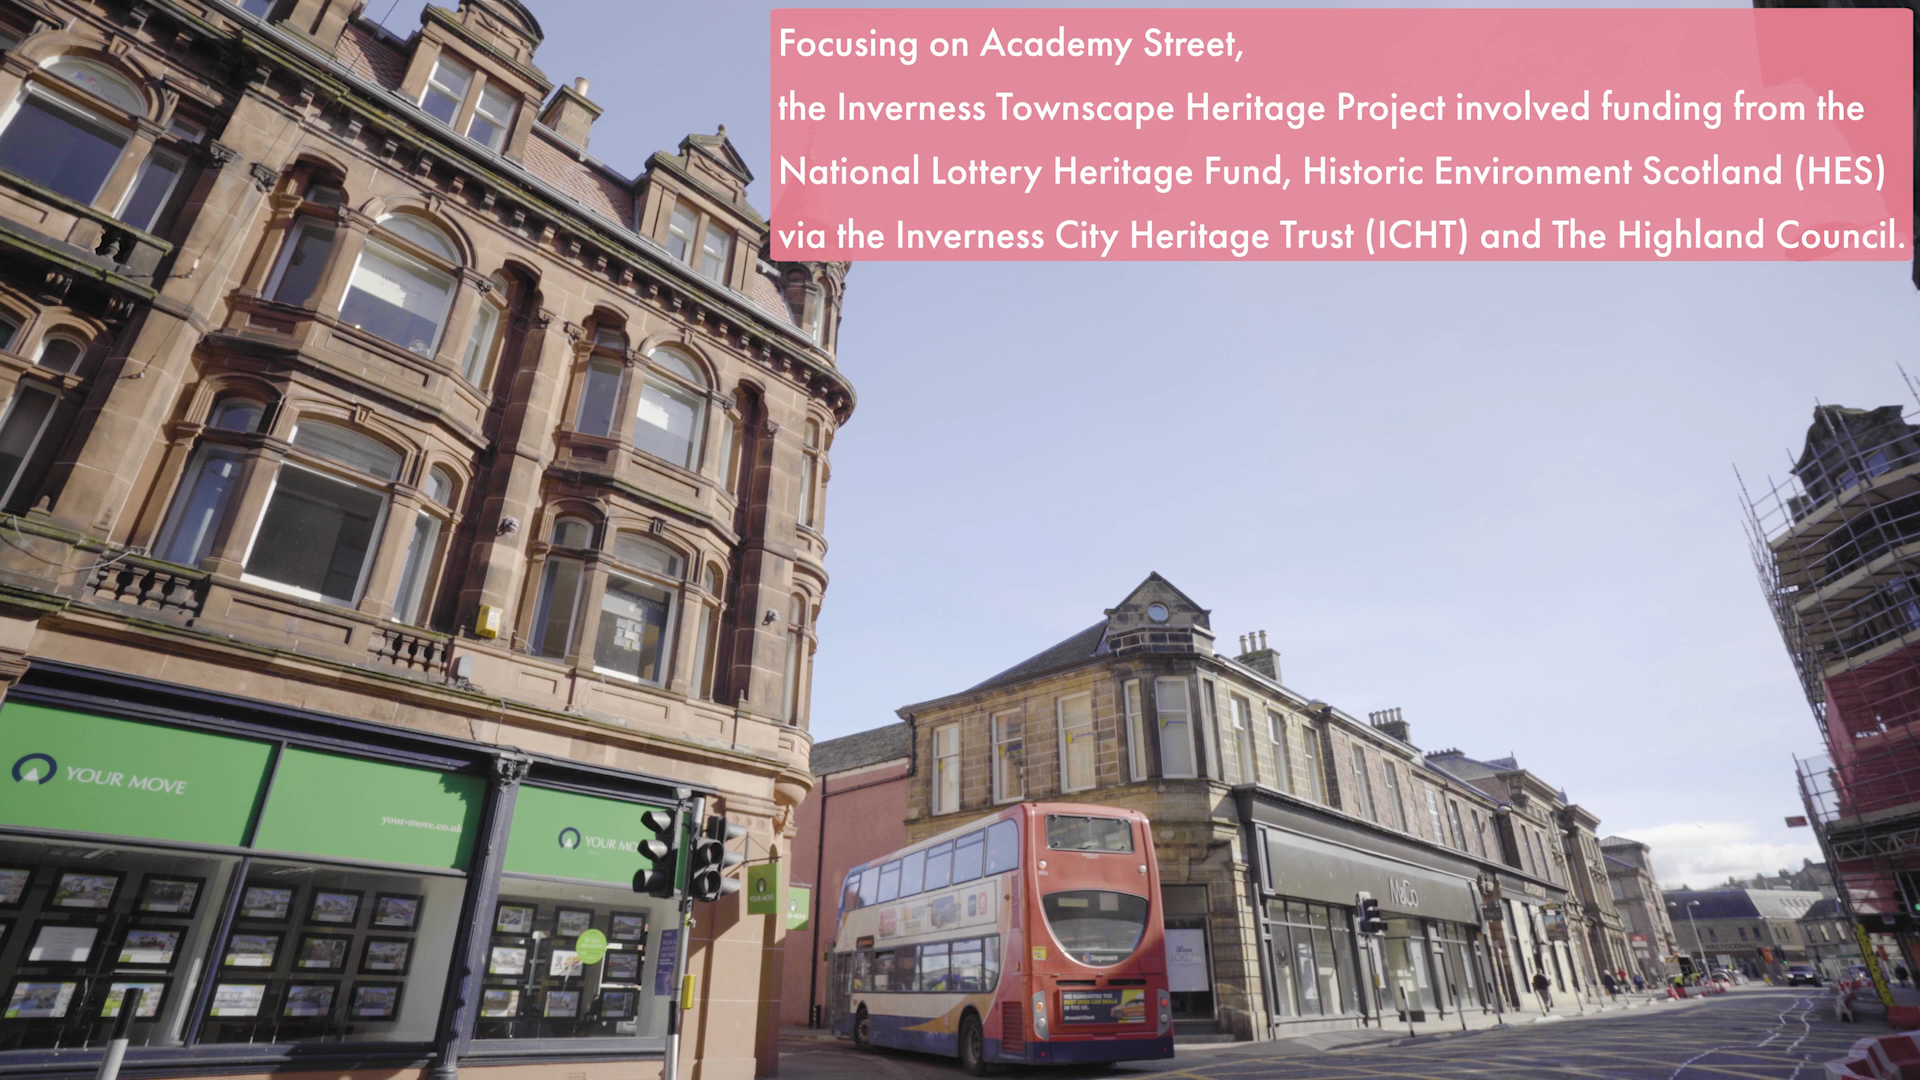 Focusing on Academy Street,
the Inverness Townscape Heritage Project involved funding from the
National Lottery Heritage Fund, Historic Environment Scotland (HES)
via the Inverness City Heritage Trust (ICHT) and The Highland Council.
YOUR MOVE
your-move.co.uk
YOUR MO
M&Co
Stagecoach